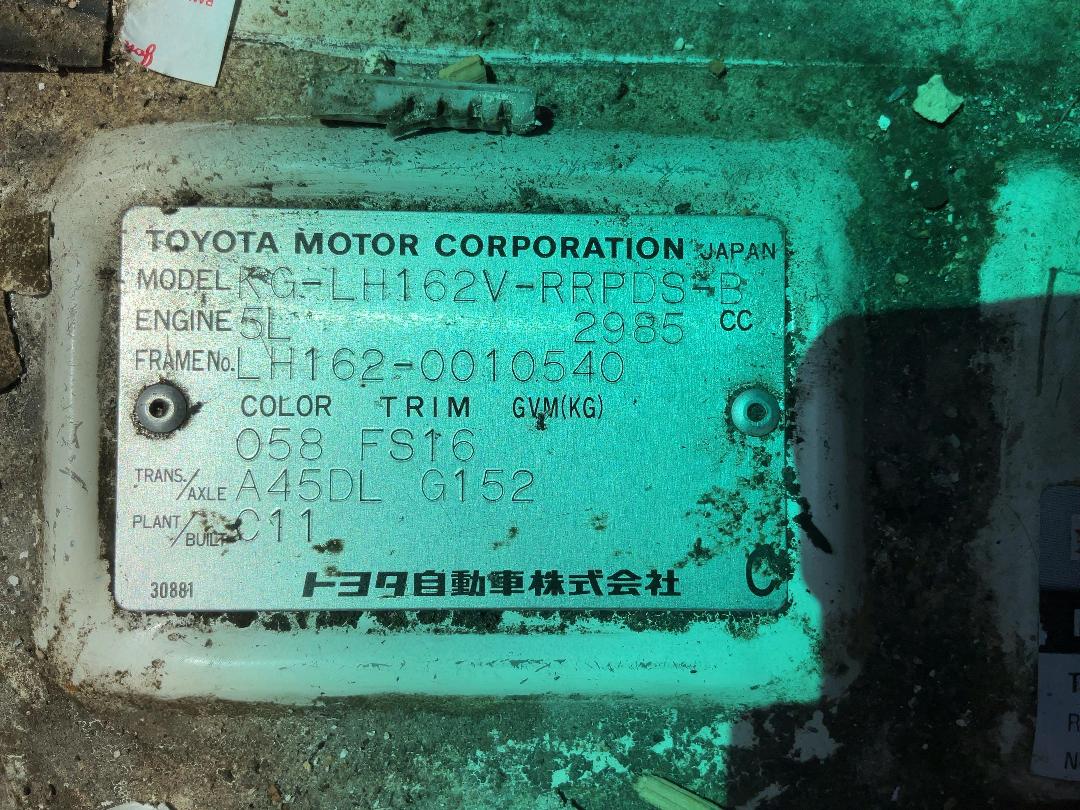 TOYOTA MOTOR CORPORATION JAPAN
MODEL KG-LH162V-RRPDS-B
ENGINE 5L 2985 CC
FRAME No. LH162-0010540
COLOR TRIM GVM(KG)
058 FS16
TRANS./AXLE A45DL G152
PLANT/BUILT C11
30881 トヨタ自動車株式会社 C